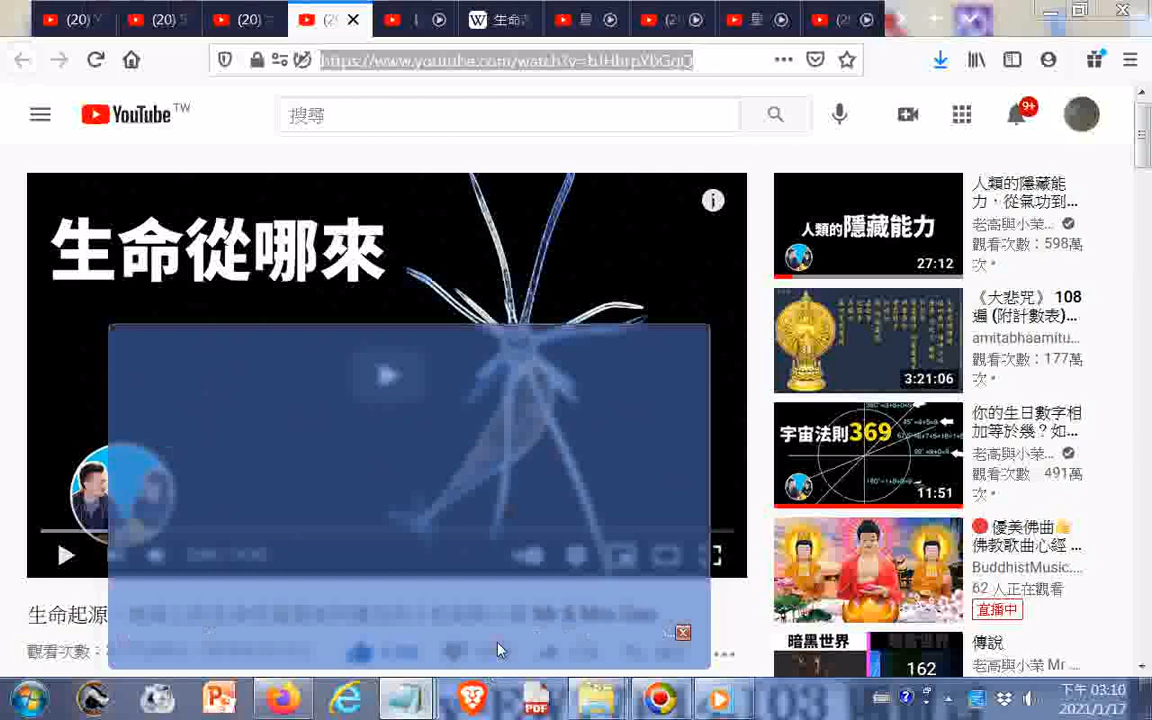 (20)
(20)
(20)
生命
https://www.youtube.com/watch?v=
YouTube TW
搜尋
9+
生命從哪來
生命起源
觀看次數：
人類的隱藏能力
27:12
人類的隱藏能
力，從氣功到...
老高與小茉...
觀看次數：598萬
次 •
3:21:06
《大悲咒》 108
遍 (附計數表)...
amitabhaamitu...
觀看次數：177萬
次 •
宇宙法則369
11:51
你的生日數字相
加等於幾？如...
老高與小茉...
觀看次數：491萬
次 •
優美佛曲
佛教歌曲心經 ...
BuddhistMusic....
62 人正在觀看
直播中
暗黑世界
162
傳說
老高與小茉 Mr
PDF
下午 03:10
2021/1/17